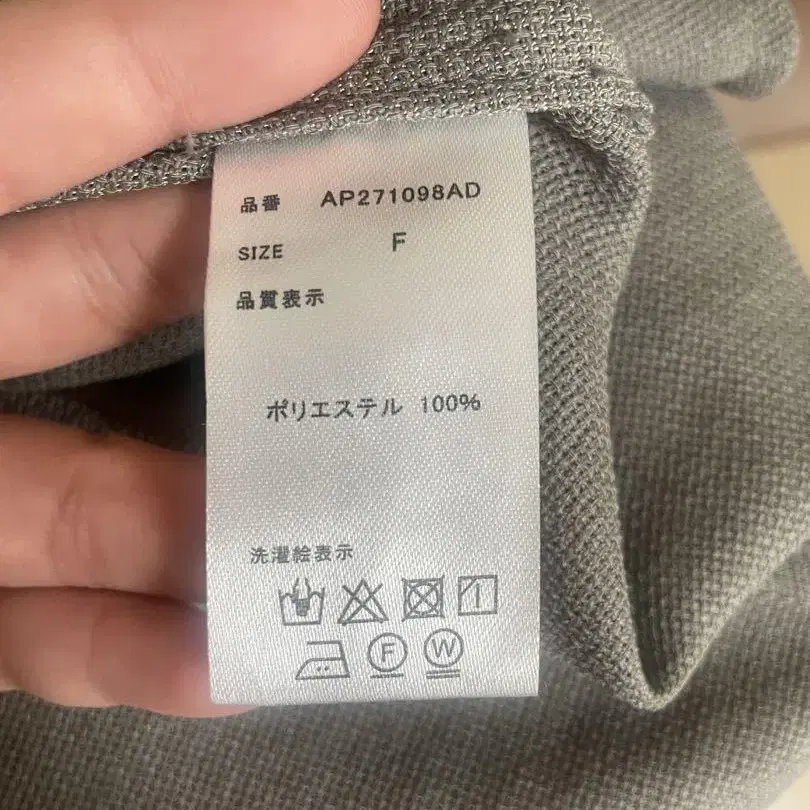 品番 AP271098AD
SIZE F
品質表示
ポリエステル 100%
洗濯絵表示
F W